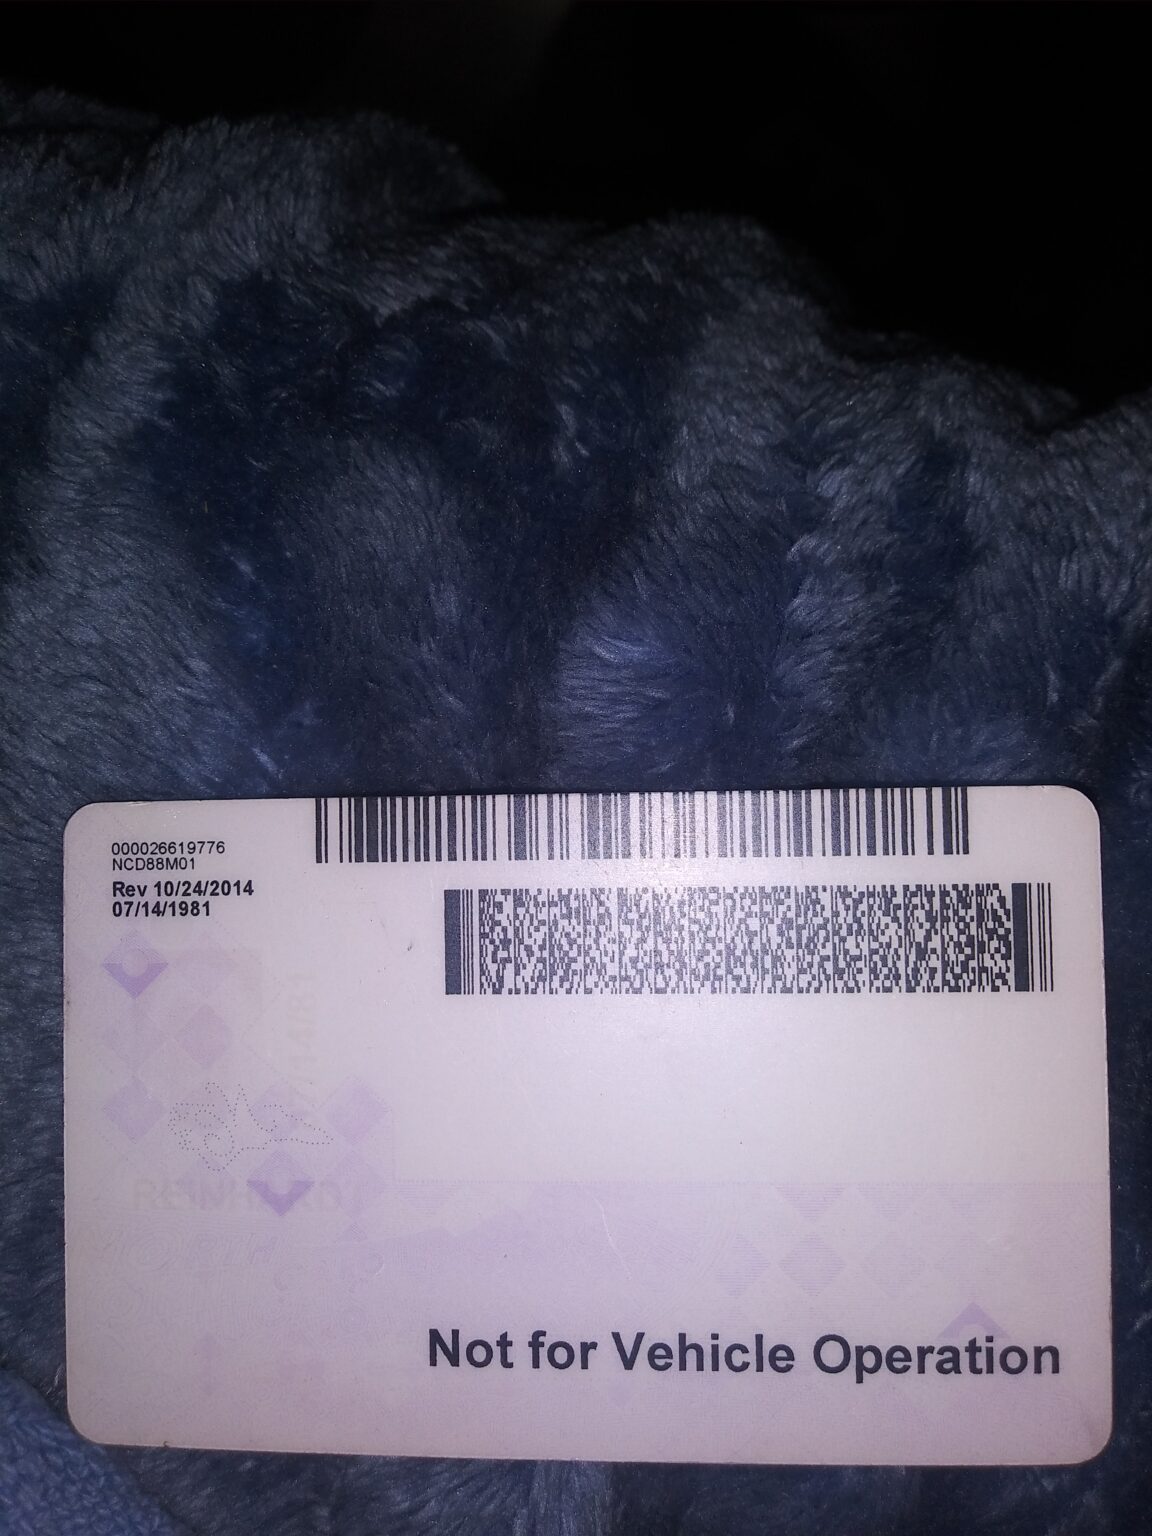 000026619776
NCD88M01
Rev 10/24/2014
07/14/1981
Not for Vehicle Operation